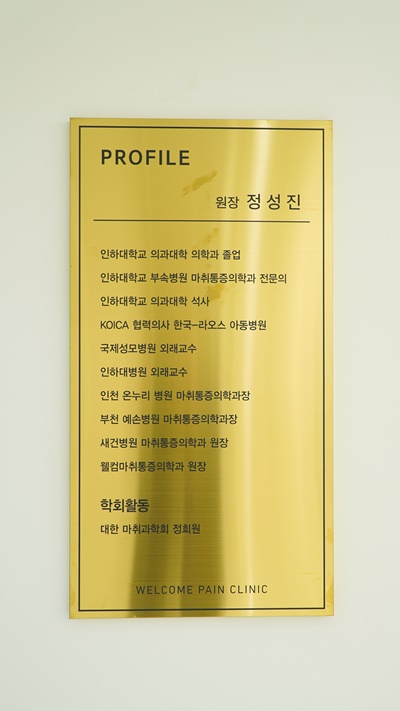 PROFILE
원장 정성진
인하대학교 의과대학 의학과 졸업
인하대학교 부속병원 마취통증의학과 전문의
인하대학교 의과대학 석사
KOICA 협력의사 한국-라오스 아동병원
국제성모병원 외래교수
인하대병원 외래교수
인천 온누리 병원 마취통증의학과장
부천 예손병원 마취통증의학과장
새건병원 마취통증의학과 원장
웰컴마취통증의학과 원장
학회활동
대한 마취과학회 정회원
WELCOME PAIN CLINIC